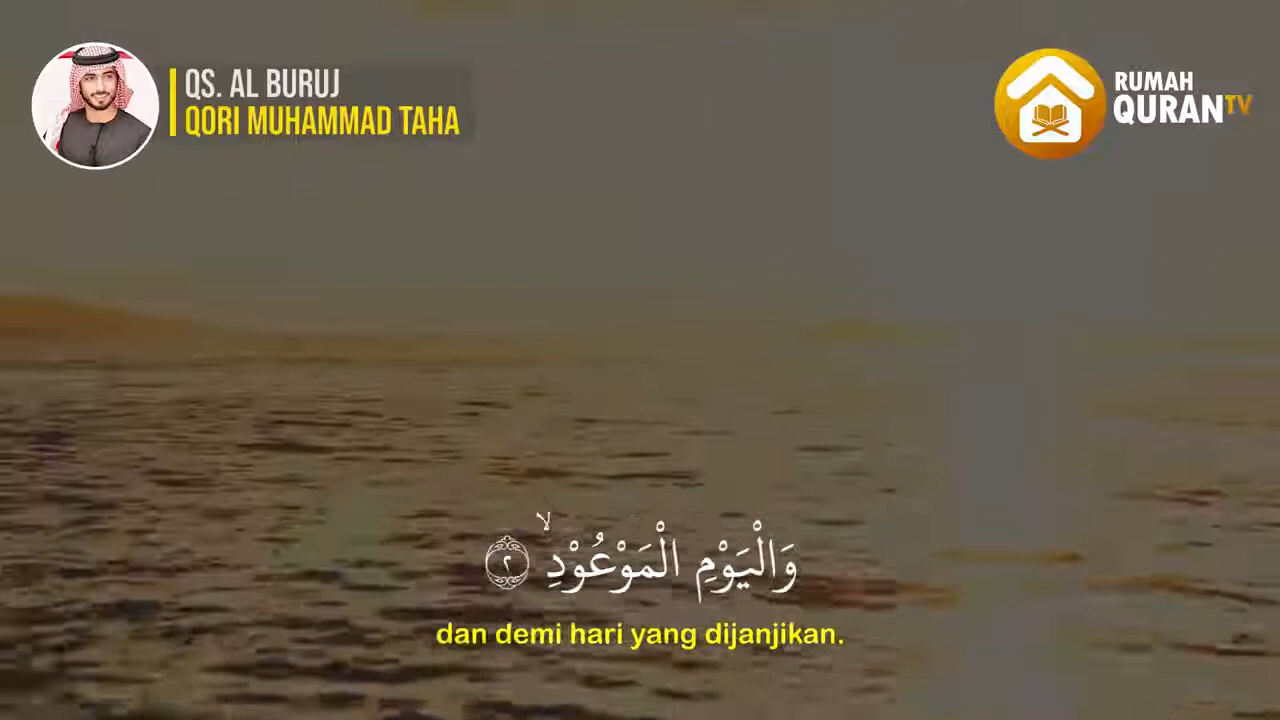 QS. AL BURUJ
QORI MUHAMMAD TAHA
RUMAH
QURANTV
وَالْيَوْمِ الْمَوْعُوْدِۙ ٢
dan demi hari yang dijanjikan.